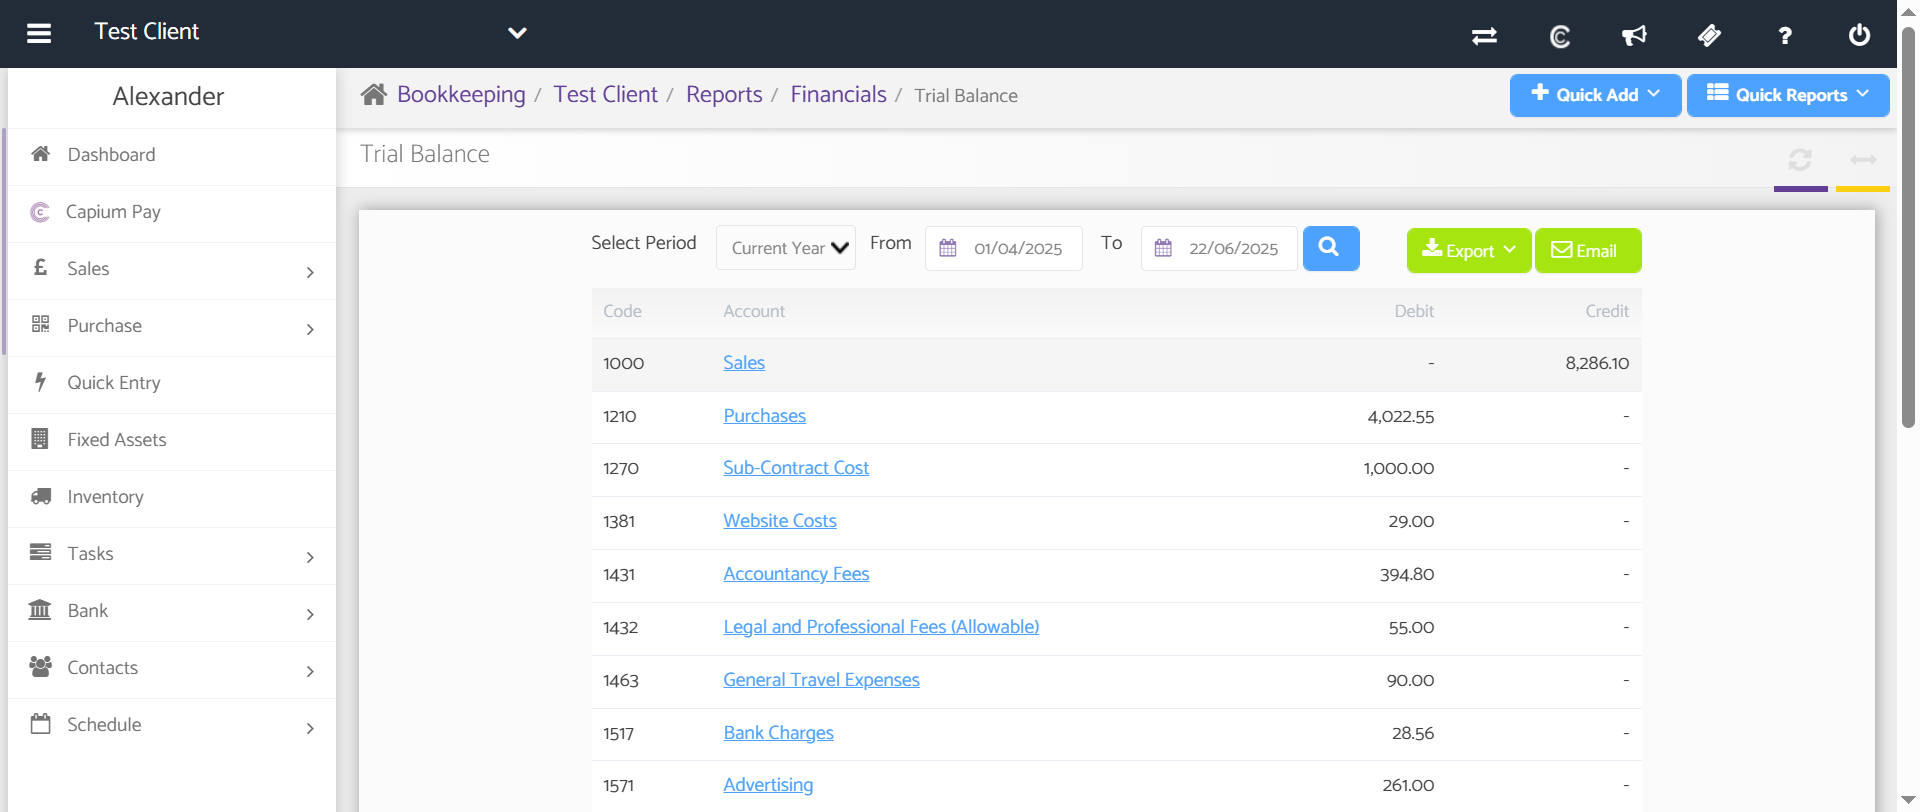 Test Client
?
Alexander
Bookkeeping / Test Client / Reports / Financials / Trial Balance
Quick Add
Quick Reports
Dashboard
Capium Pay
£ Sales
Purchase
Quick Entry
Fixed Assets
Inventory
Tasks
Bank
Contacts
Schedule
Trial Balance
Select Period Current Year From 01/04/2025 To 22/06/2025
Export Email
Code Account Debit Credit
1000 Sales - 8,286.10
1210 Purchases 4,022.55 -
1270 Sub-Contract Cost 1,000.00 -
1381 Website Costs 29.00 -
1431 Accountancy Fees 394.80 -
1432 Legal and Professional Fees (Allowable) 55.00 -
1463 General Travel Expenses 90.00 -
1517 Bank Charges 28.56 -
1571 Advertising 261.00 -